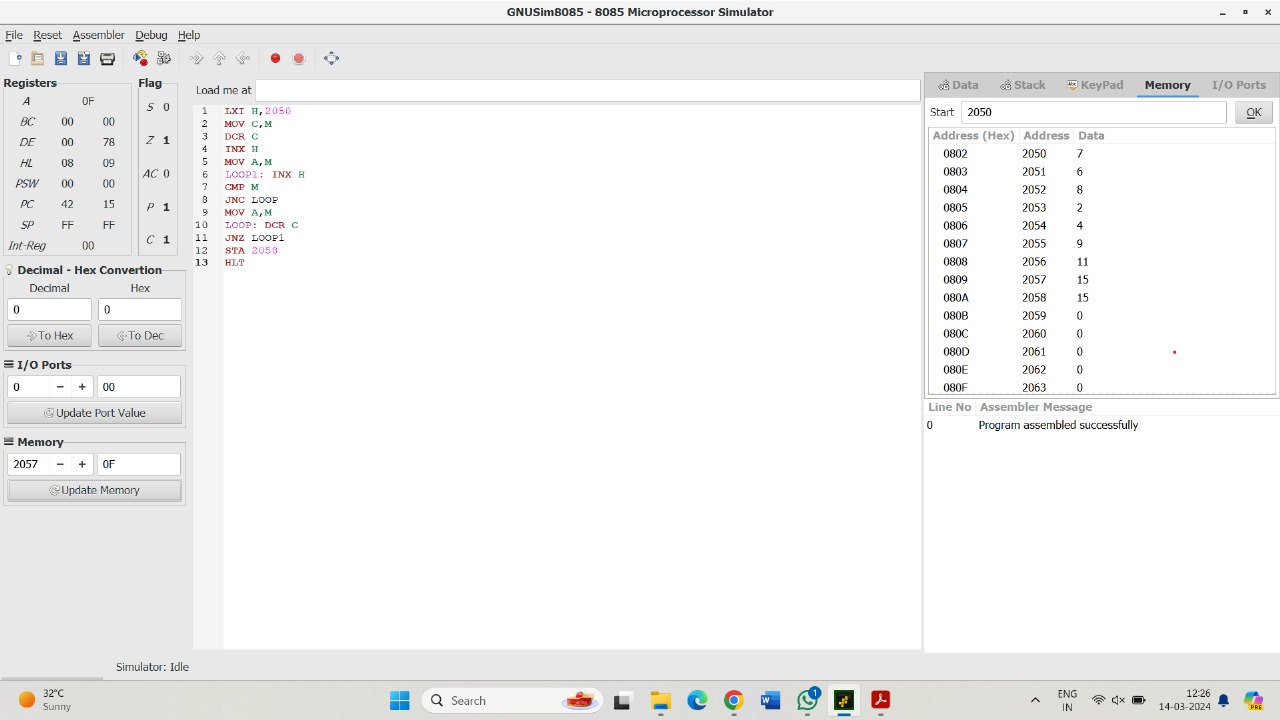 GNUSim8085 - 8085 Microprocessor Simulator
File Reset Assembler Debug Help
Registers
A 0F
BC 00 00
DE 00 78
HL 08 09
PSW 00 00
PC 42 15
SP FF FF
Int-Reg 00
Flag
S 0
Z 1
AC 0
P 1
C 1
Decimal - Hex Convertion
Decimal Hex
0 0
To Hex To Dec
I/O Ports
0 − + 00
Update Port Value
Memory
2057 − + 0F
Update Memory
Load me at
1 LXI H,2050
2 MOV C,M
3 DCR C
4 INX H
5 MOV A,M
6 LOOP1: INX H
7 CMP M
8 JNC LOOP
9 MOV A,M
10 LOOP: DCR C
11 JNZ LOOP1
12 STA 2058
13 HLT
Data Stack KeyPad Memory I/O Ports
Start 2050 OK
Address (Hex) Address Data
0802 2050 7
0803 2051 6
0804 2052 8
0805 2053 2
0806 2054 4
0807 2055 9
0808 2056 11
0809 2057 15
080A 2058 15
080B 2059 0
080C 2060 0
080D 2061 0
080E 2062 0
080F 2063 0
Line No Assembler Message
0 Program assembled successfully
Simulator: Idle
32°C
Sunny
Search
1
ENG
IN
12:26
14-03-2024
PRE